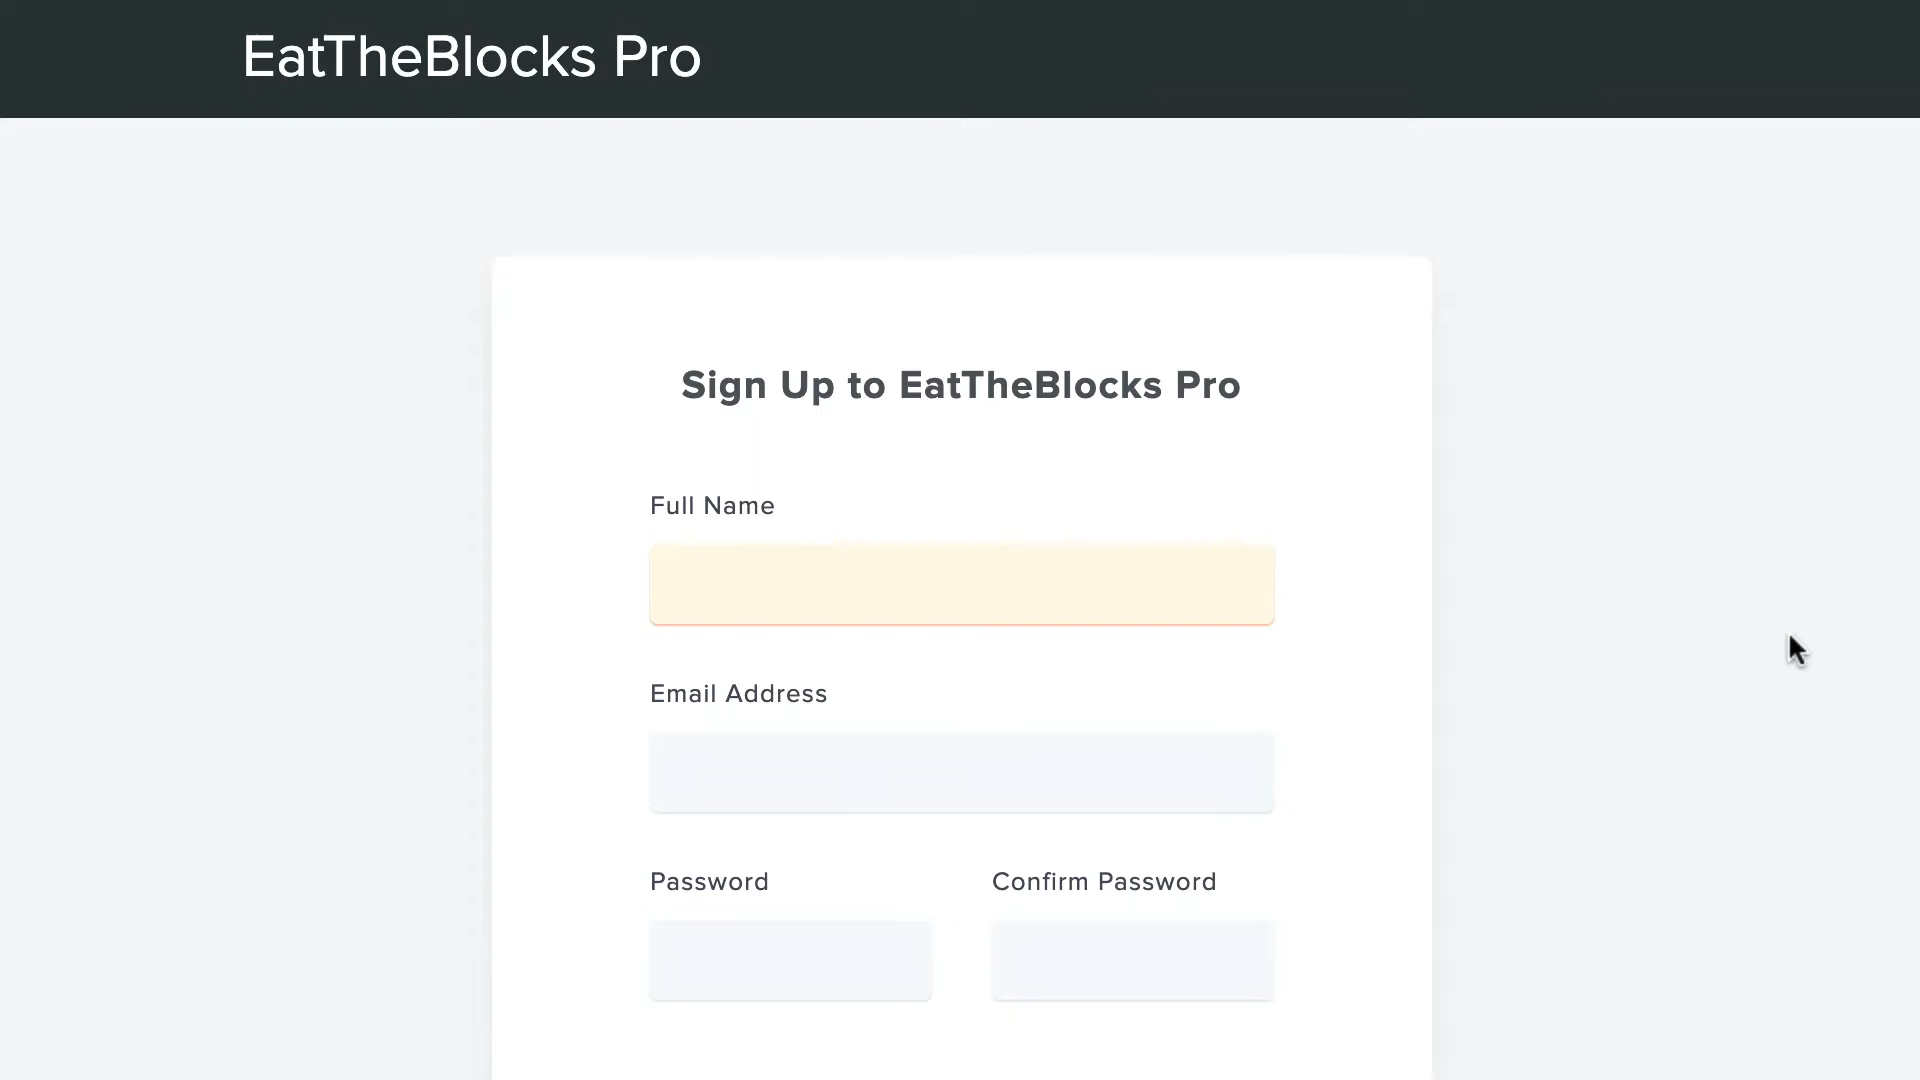 EatTheBlocks Pro
Sign Up to EatTheBlocks Pro
Full Name
Email Address
Password
Confirm Password